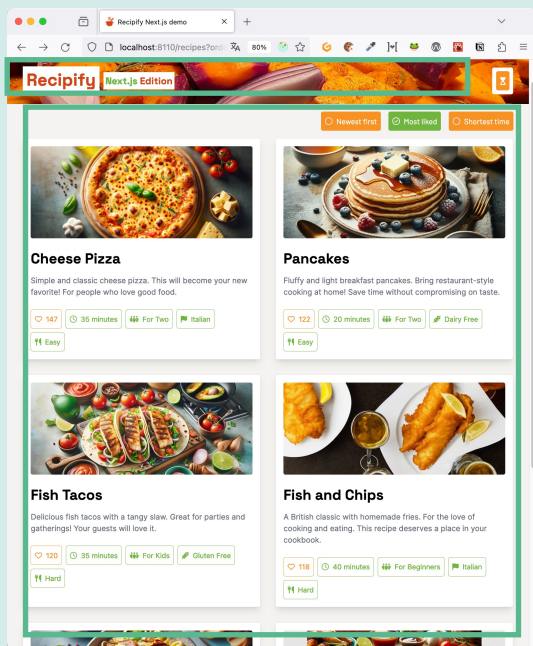 Recipify Next.js demo
localhost:8110/recipes?ord
80%
Recipify Next.js Edition
Newest first
Most liked
Shortest time
Cheese Pizza
Simple and classic cheese pizza. This will become your new
favorite! For people who love good food.
147
35 minutes
For Two
Italian
Easy
Pancakes
Fluffy and light breakfast pancakes. Bring restaurant-style
cooking at home! Save time without compromising on taste.
122
20 minutes
For Two
Dairy Free
Easy
Fish Tacos
Delicious fish tacos with a tangy slaw. Great for parties and
gatherings! Your guests will love it.
120
35 minutes
For Kids
Gluten Free
Hard
Fish and Chips
A British classic with homemade fries. For the love of
cooking and eating. This recipe deserves a place in your
cookbook.
118
40 minutes
For Beginners
Italian
Hard